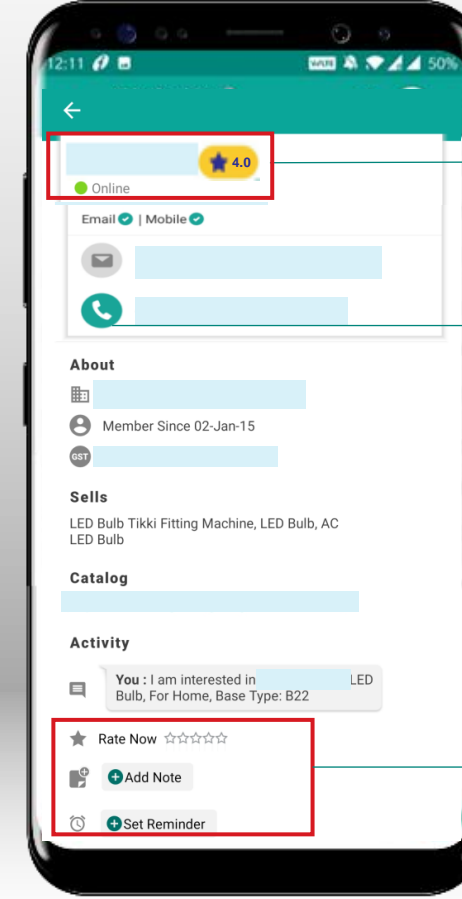 12:11
VoWiFi
50%
4.0
Online
Email | Mobile
About
Member Since 02-Jan-15
GST
Sells
LED Bulb Tikki Fitting Machine, LED Bulb, AC
LED Bulb
Catalog
Activity
You : I am interested in LED
Bulb, For Home, Base Type: B22
Rate Now
Add Note
Set Reminder